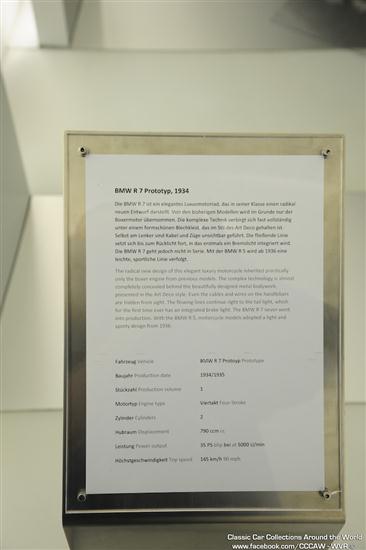 BMW R 7 Prototyp, 1934
Die BMW R 7 ist ein elegantes Luxusmotorrad, das in seiner Klasse einen radikal
neuen Entwurf darstellt. Von den bisherigen Modellen wird im Grunde nur der
Boxermotor übernommen. Die komplexe Technik verbirgt sich fast vollständig
unter einem formschönen Blechkleid, das im Stil des Art Deco gehalten ist.
Selbst am Lenker sind Kabel und Züge unsichtbar geführt. Die fließende Linie
setzt sich bis zum Rücklicht fort, in das erstmals ein Bremslicht integriert wird.
Die BMW R 7 geht jedoch nicht in Serie. Mit der BMW R 5 wird ab 1936 eine
leichte, sportliche Linie verfolgt.
The radical new design of this elegant luxury motorcycle inherited practically
only the boxer engine from previous models. The complex technology is almost
completely concealed behind the beautifully designed metal bodywork,
presented in the Art Deco style. Even the cables and wires on the handlebars
are hidden from sight. The flowing lines continue right to the tail light, which
for the first time ever has an integrated brake light. The BMW R 7 never went
into production. With the BMW R 5, motorcycle models adopted a light and
sporty design from 1936.
Fahrzeug Vehicle BMW R 7 Prototyp Prototype
Baujahr Production date 1934/1935
Stückzahl Production volume 1
Motortyp Engine type Viertakt Four-Stroke
Zylinder Cylinders 2
Hubraum Displacement 790 ccm cc
Leistung Power output 35 PS bhp bei at 5000 U/min
Höchstgeschwindigkeit Top speed 145 km/h 90 mph
Classic Car Collections Around the World
www.facebook.com/CCCAW -WVR